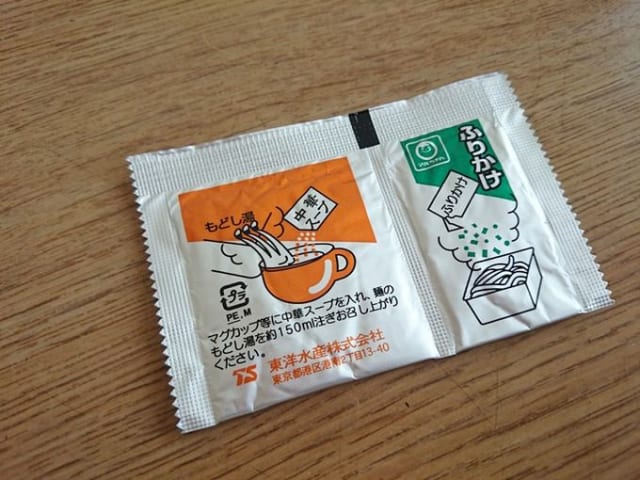 もどし湯
中華
スープ
プラ
PE,M
マグカップ等に中華スープを入れ、麺の
もどし湯を約150ml注ぎお召し上がり
ください。
TS 東洋水産株式会社
東京都港区港南2丁目13-40
ふりかけ
ふりかけ